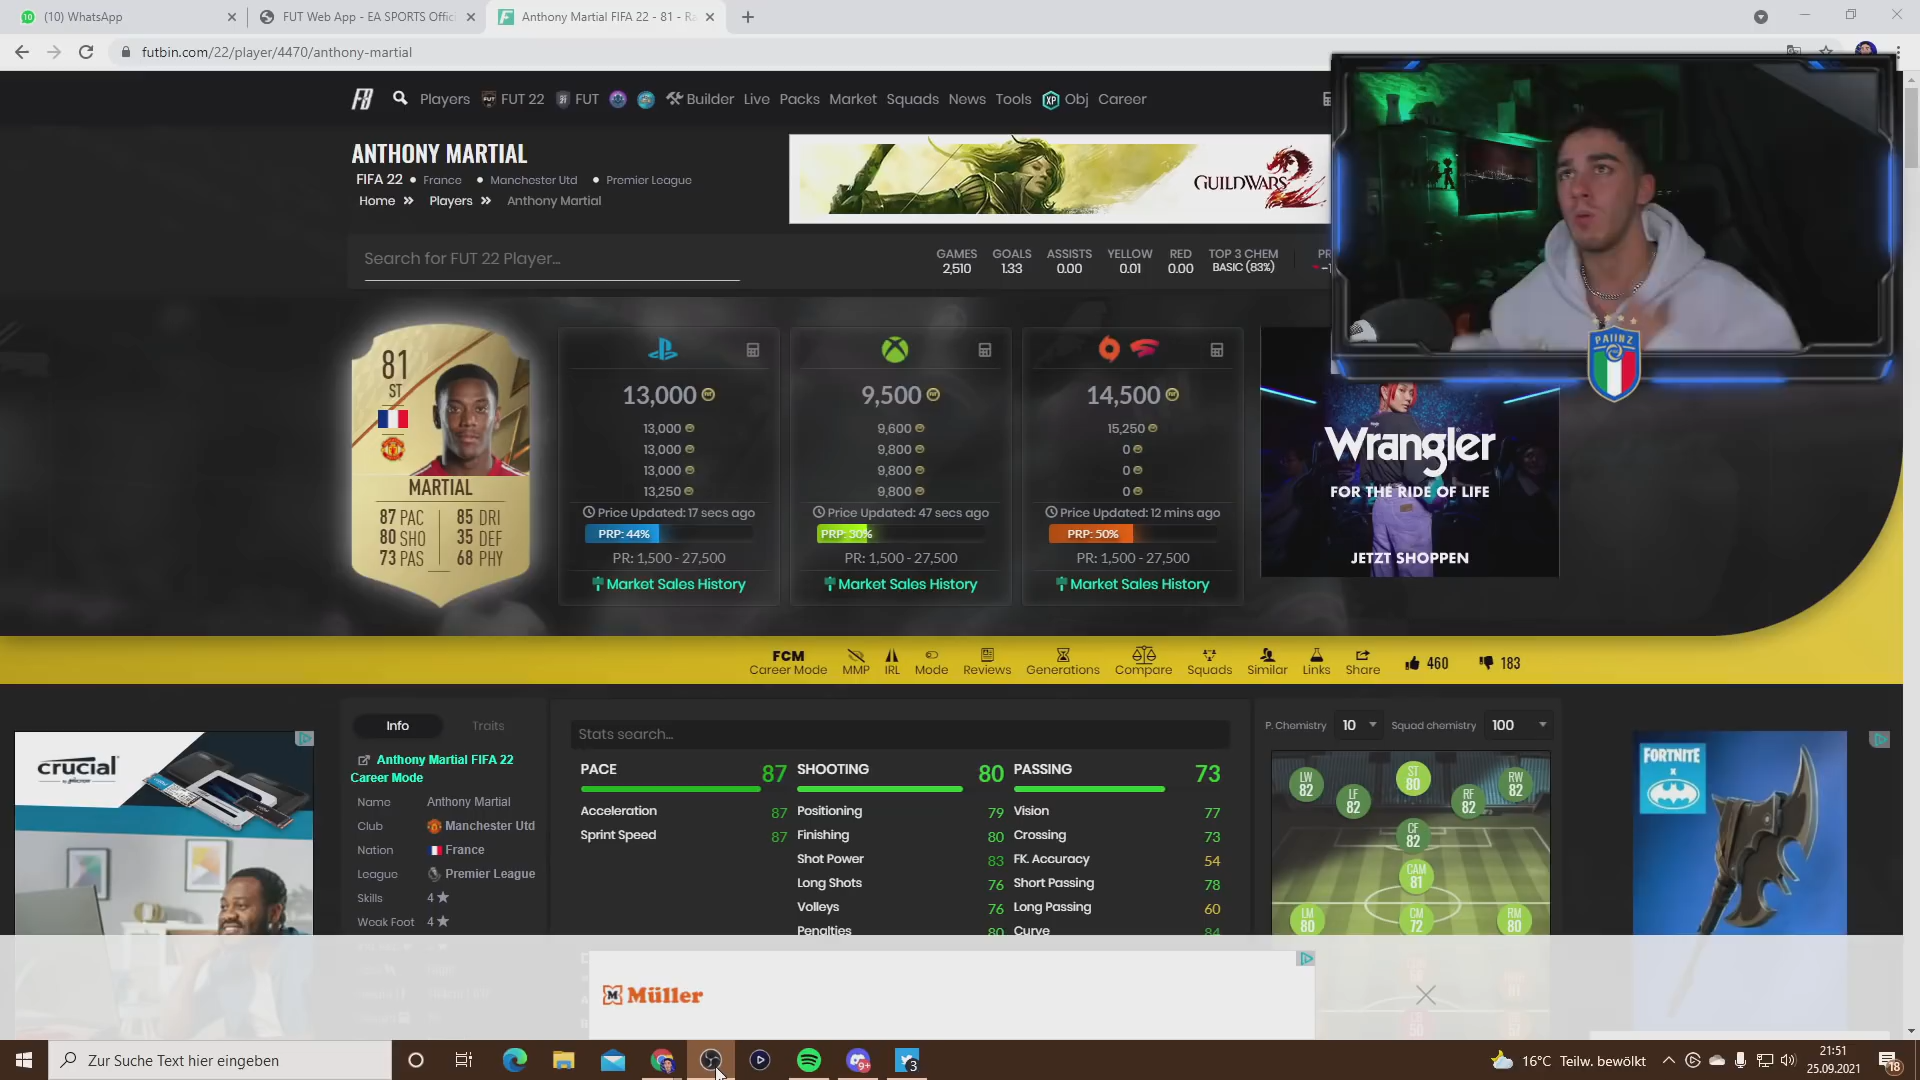 (10) WhatsApp
FUT Web App - EA SPORTS Offici
Anthony Martial FIFA 22 - 81 - Ra
futbin.com/22/player/4470/anthony-martial
Players FUT 22 FUT Builder Live Packs Market Squads News Tools Obj Career
ANTHONY MARTIAL
FIFA 22 • France • Manchester Utd • Premier League
Home » Players » Anthony Martial
GUILDWARS 2
Search for FUT 22 Player...
GAMES GOALS ASSISTS YELLOW RED TOP 3 CHEM PR
2,510 1.33 0.00 0.01 0.00 BASIC (83%)
PAIINZ
81
ST
MARTIAL
87 PAC 85 DRI
80 SHO 35 DEF
73 PAS 68 PHY
13,000
13,000
13,000
13,000
13,250
Price Updated: 17 secs ago
PRP: 44%
PR: 1,500 - 27,500
Market Sales History
9,500
9,600
9,800
9,800
9,800
Price Updated: 47 secs ago
PRP: 30%
PR: 1,500 - 27,500
Market Sales History
14,500
15,250
0
0
0
Price Updated: 12 mins ago
PRP: 50%
PR: 1,500 - 27,500
Market Sales History
Wrangler
FOR THE RIDE OF LIFE
JETZT SHOPPEN
FCM
Career Mode MMP IRL Mode Reviews Generations Compare Squads Similar Links Share 460 183
Info Traits
Anthony Martial FIFA 22
Career Mode
Name Anthony Martial
Club Manchester Utd
Nation France
League Premier League
Skills 4★
Weak Foot 4★
crucial
Stats search...
PACE 87
Acceleration 87
Sprint Speed 87
SHOOTING 80
Positioning 79
Finishing 80
Shot Power 83
Long Shots 76
Volleys 76
Penalties 80
PASSING 73
Vision 77
Crossing 73
FK. Accuracy 54
Short Passing 78
Long Passing 60
Curve 84
P. Chemistry 10 Squad chemistry 100
LW 82
ST 80
RW 82
LF 82
RF 82
CF 82
CAM 81
LM 80
CM 72
RM 80
FORTNITE
X
Müller
Zur Suche Text hier eingeben
9+
3
16°C Teilw. bewölkt
21:51
25.09.2021
18